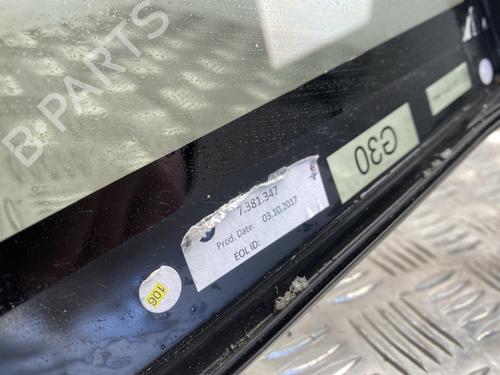 B-PARTS
7.381.347
Prod. Date: 03.10.2017
EOL ID:
G30
106